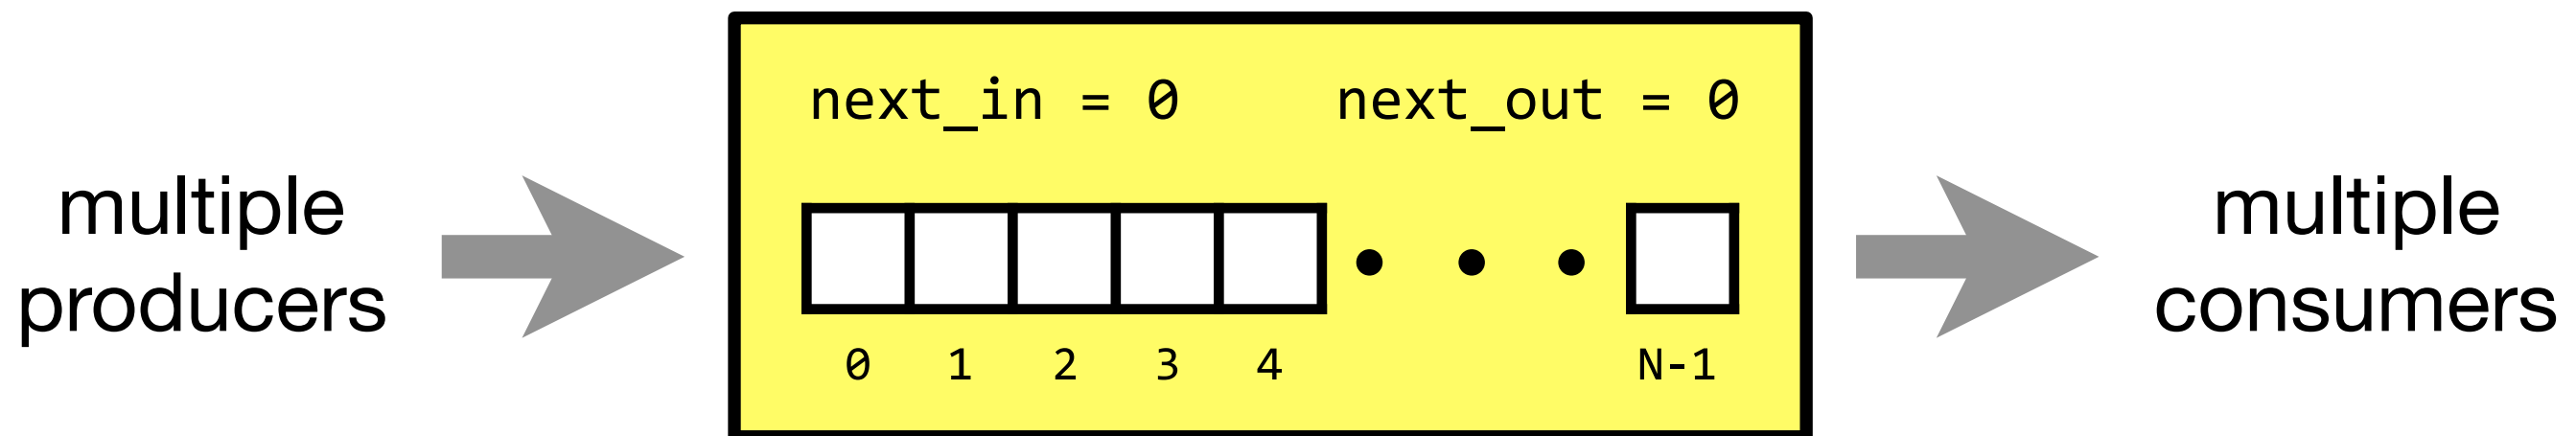 multiple
producers
next_in = 0
next_out = 0
0 1 2 3 4 N-1
multiple
consumers